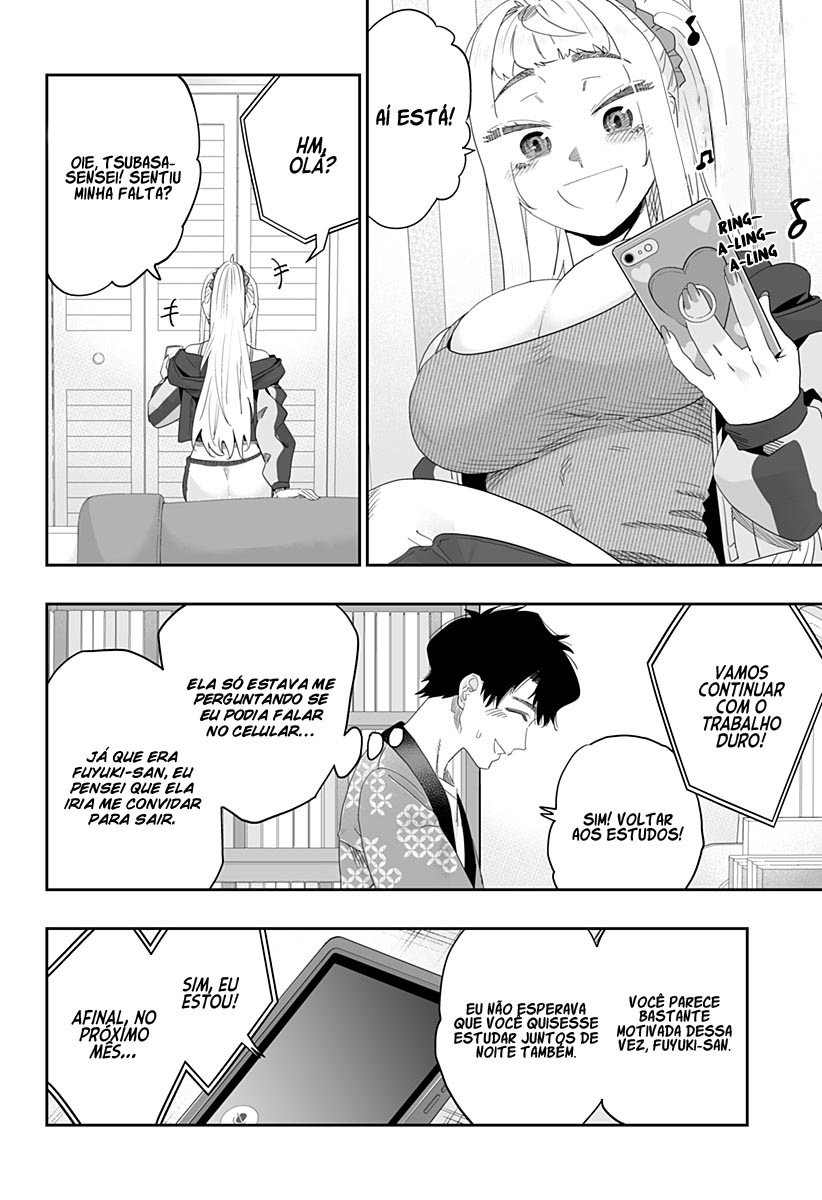 AÍ ESTÁ!
RING-
A-LING-
A-LING
HM,
OLÁ?
OIE, TSUBASA-
SENSEI! SENTIU
MINHA FALTA?
VAMOS
CONTINUAR
COM O
TRABALHO
DURO!
SIM! VOLTAR
AOS ESTUDOS!
ELA SÓ ESTAVA ME
PERGUNTANDO SE
EU PODIA FALAR
NO CELULAR...
JÁ QUE ERA
FUYUKI-SAN, EU
PENSEI QUE ELA
IRIA ME CONVIDAR
PARA SAIR.
VOCÊ PARECE
BASTANTE
MOTIVADA DESSA
VEZ, FUYUKI-SAN.
EU NÃO ESPERAVA
QUE VOCÊ QUISESSE
ESTUDAR JUNTOS DE
NOITE TAMBÉM.
SIM, EU
ESTOU!
AFINAL, NO
PRÓXIMO
MÊS...